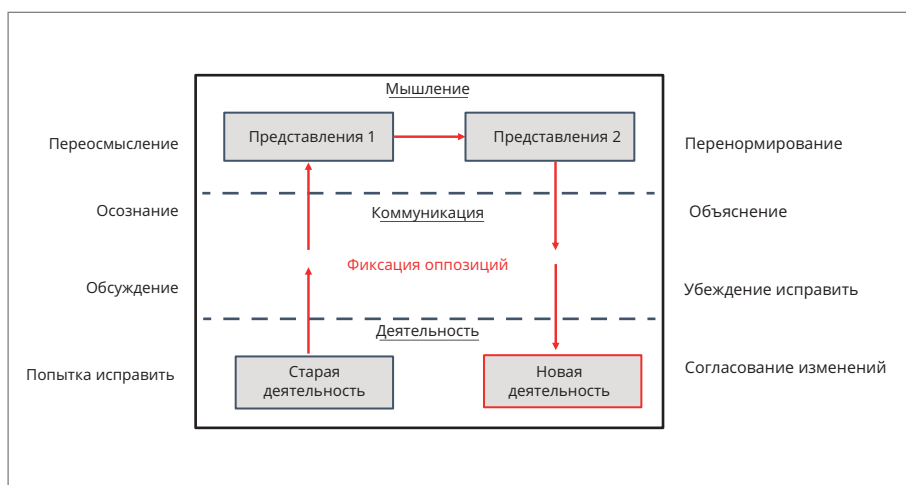 Мышление
Представления 1
Представления 2
Переосмысление
Перенормирование
Осознание
Коммуникация
Объяснение
Фиксация оппозиций
Обсуждение
Убеждение исправить
Деятельность
Попытка исправить
Старая
деятельность
Новая
деятельность
Согласование изменений